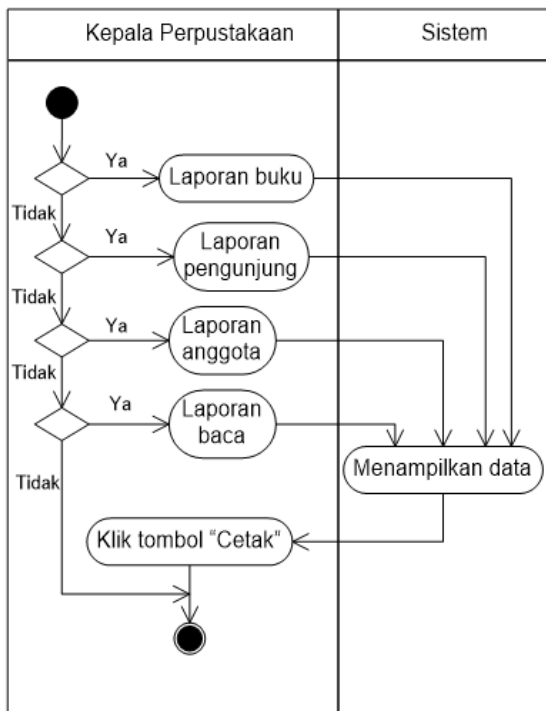 Kepala Perpustakaan
Sistem
Ya
Laporan buku
Tidak
Ya
Laporan
pengunjung
Tidak
Ya
Laporan
anggota
Tidak
Ya
Laporan
baca
Menampilkan data
Tidak
Klik tombol “Cetak”